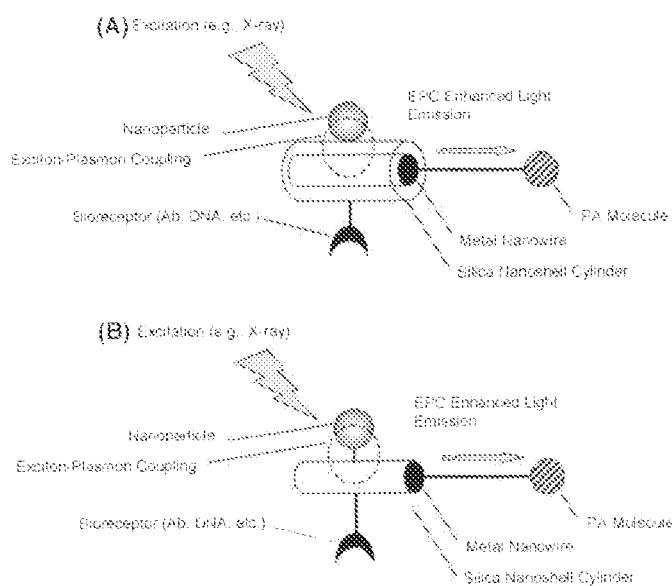 (A) Excitation (e.g., X-ray)
EPC Enhanced Light
Emission
Nanoparticle
Exciton-Plasmon Coupling
Bioreceptor (Ab, DNA, etc.)
PA Molecule
Metal Nanowire
Silica Nanoshell Cylinder
(B) Excitation (e.g., X-ray)
EPC Enhanced Light
Emission
Nanoparticle
Exciton-Plasmon Coupling
Bioreceptor (Ab, DNA, etc.)
PA Molecule
Metal Nanowire
Silica Nanoshell Cylinder